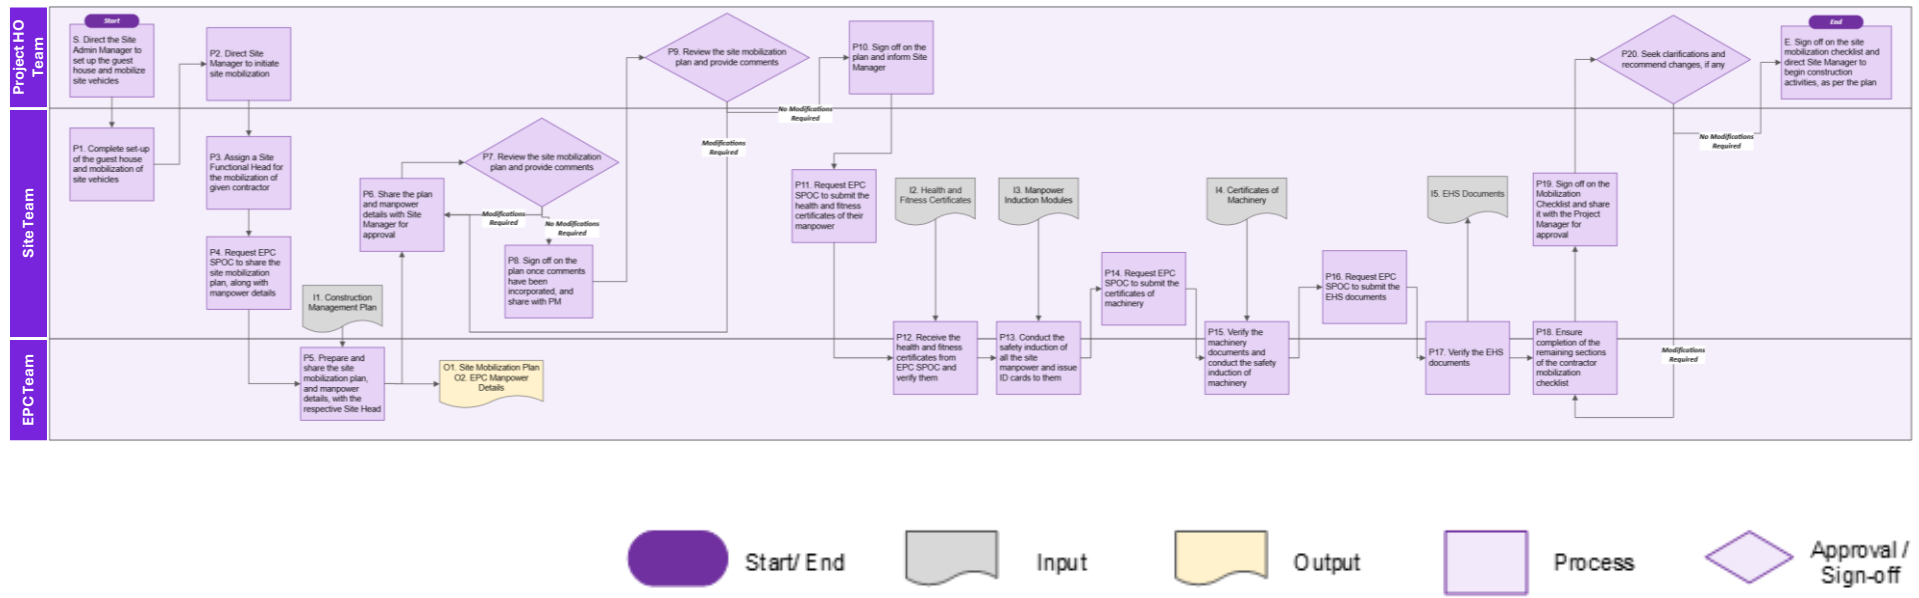 Project HO
Team
Start
S. Direct the Site
Admin Manager to
set up the guest
house and mobilize
site vehicles
P2. Direct Site
Manager to initiate
site mobilization
P9. Review the site mobilization
plan and provide comments
P10. Sign off on the
plan and inform Site
Manager
P20. Seek clarifications and
recommend changes, if any
End
E. Sign off on the site
mobilization checklist and
direct Site Manager to
begin construction
activities, as per the plan
No Modifications
Required
Site Team
P1. Complete set-up
of the guest house
and mobilization of
site vehicles
P3. Assign a Site
Functional Head for
the mobilization of
given contractor
P4. Request EPC
SPOC to share the
site mobilization
plan, along with
manpower details
I1. Construction
Management Plan
P6. Share the plan
and manpower
details with Site
Manager for
approval
P7. Review the site mobilization
plan and provide comments
Modifications
Required
No Modifications
Required
P8. Sign off on the
plan once comments
have been
incorporated, and
share with PM
Modifications
Required
P11. Request EPC
SPOC to submit the
health and fitness
certificates of their
manpower
I2. Health and
Fitness Certificates
I3. Manpower
Induction Modules
P14. Request EPC
SPOC to submit the
certificates of
machinery
I4. Certificates of
Machinery
P16. Request EPC
SPOC to submit the
EHS documents
I5. EHS Documents
P19. Sign off on the
Mobilization
Checklist and share
it with the Project
Manager for
approval
No Modifications
Required
EPC Team
P5. Prepare and
share the site
mobilization plan,
and manpower
details, with the
respective Site Head
O1. Site Mobilization Plan
O2. EPC Manpower
Details
P12. Receive the
health and fitness
certificates from
EPC SPOC and
verify them
P13. Conduct the
safety induction of
all the site
manpower and issue
ID cards to them
P15. Verify the
machinery
documents and
conduct the safety
induction of
machinery
P17. Verify the EHS
documents
P18. Ensure
completion of the
remaining sections
of the contractor
mobilization
checklist
Modifications
Required
Start/ End
Input
Output
Process
Approval /
Sign-off